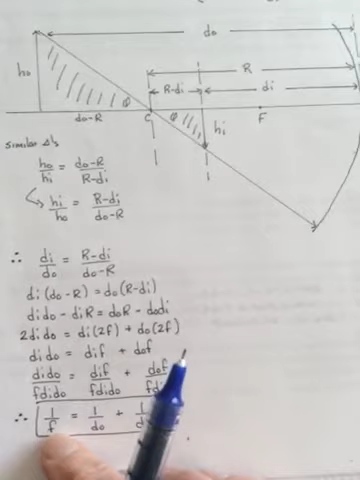 do
R
ho
R-di
di
θ
θ
hi
do-R
C
F
Similar Δ's
ho/hi = do-R/R-di
hi/ho = R-di/do-R
∴ di/do = R-di/do-R
di(do-R) = do(R-di)
dido - diR = doR - dodi
2dido = di(2f) + do(2f)
dido = dif + dof
dido/fdido = dif/fdido + dof/fdi
∴ 1/f = 1/do + 1/d